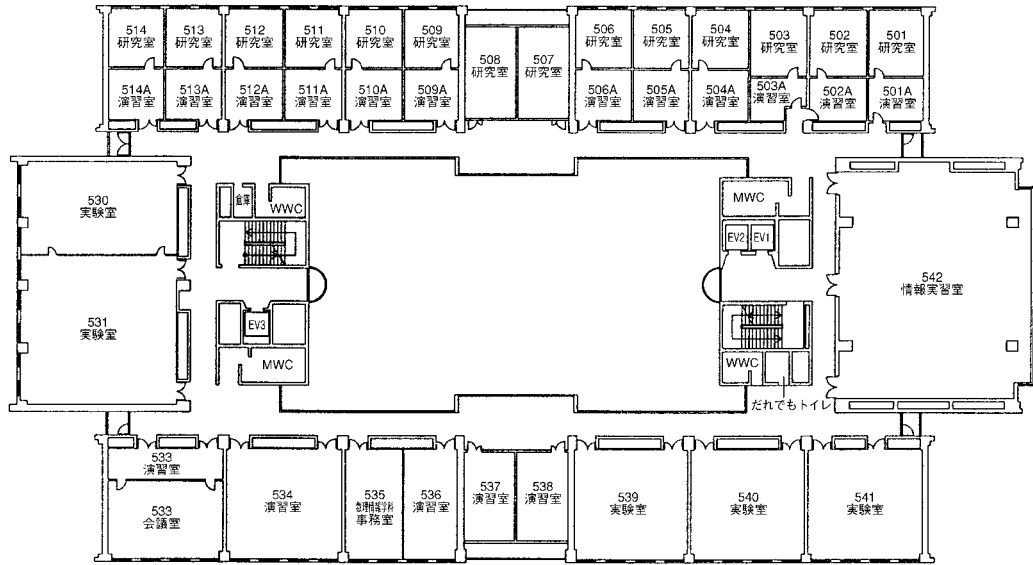 514
研究室
513
研究室
512
研究室
511
研究室
510
研究室
509
研究室
508
研究室
507
研究室
506
研究室
505
研究室
504
研究室
503
研究室
502
研究室
501
研究室
514A
演習室
513A
演習室
512A
演習室
511A
演習室
510A
演習室
509A
演習室
506A
演習室
505A
演習室
504A
演習室
503A
演習室
502A
演習室
501A
演習室
530
実験室
倉庫
WWC
MWC
EV2
EV1
542
情報実習室
531
実験室
EV3
MWC
WWC
だれでもトイレ
533
演習室
533
会議室
534
演習室
535
数理情報学科
事務室
536
演習室
537
演習室
538
演習室
539
実験室
540
実験室
541
実験室